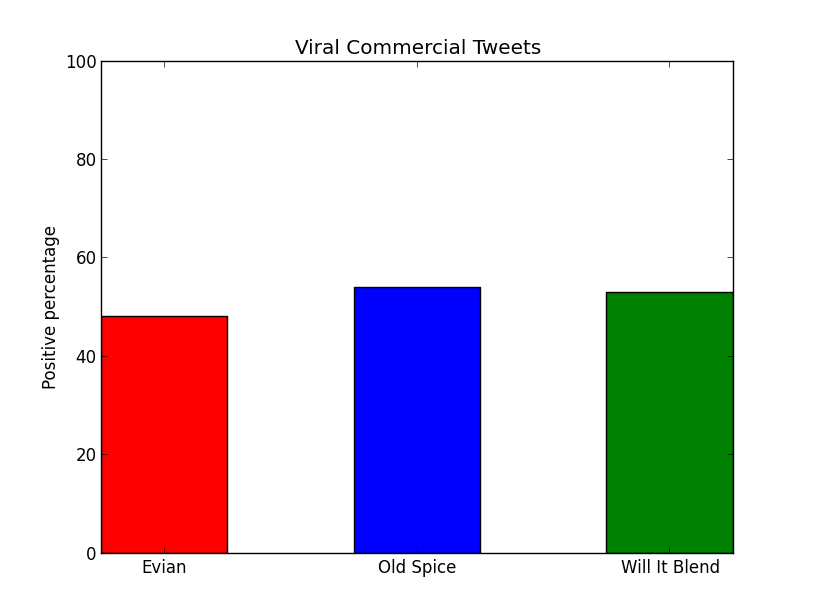 Viral Commercial Tweets
100
80
60
40
20
0
Positive percentage
Evian
Old Spice
Will It Blend